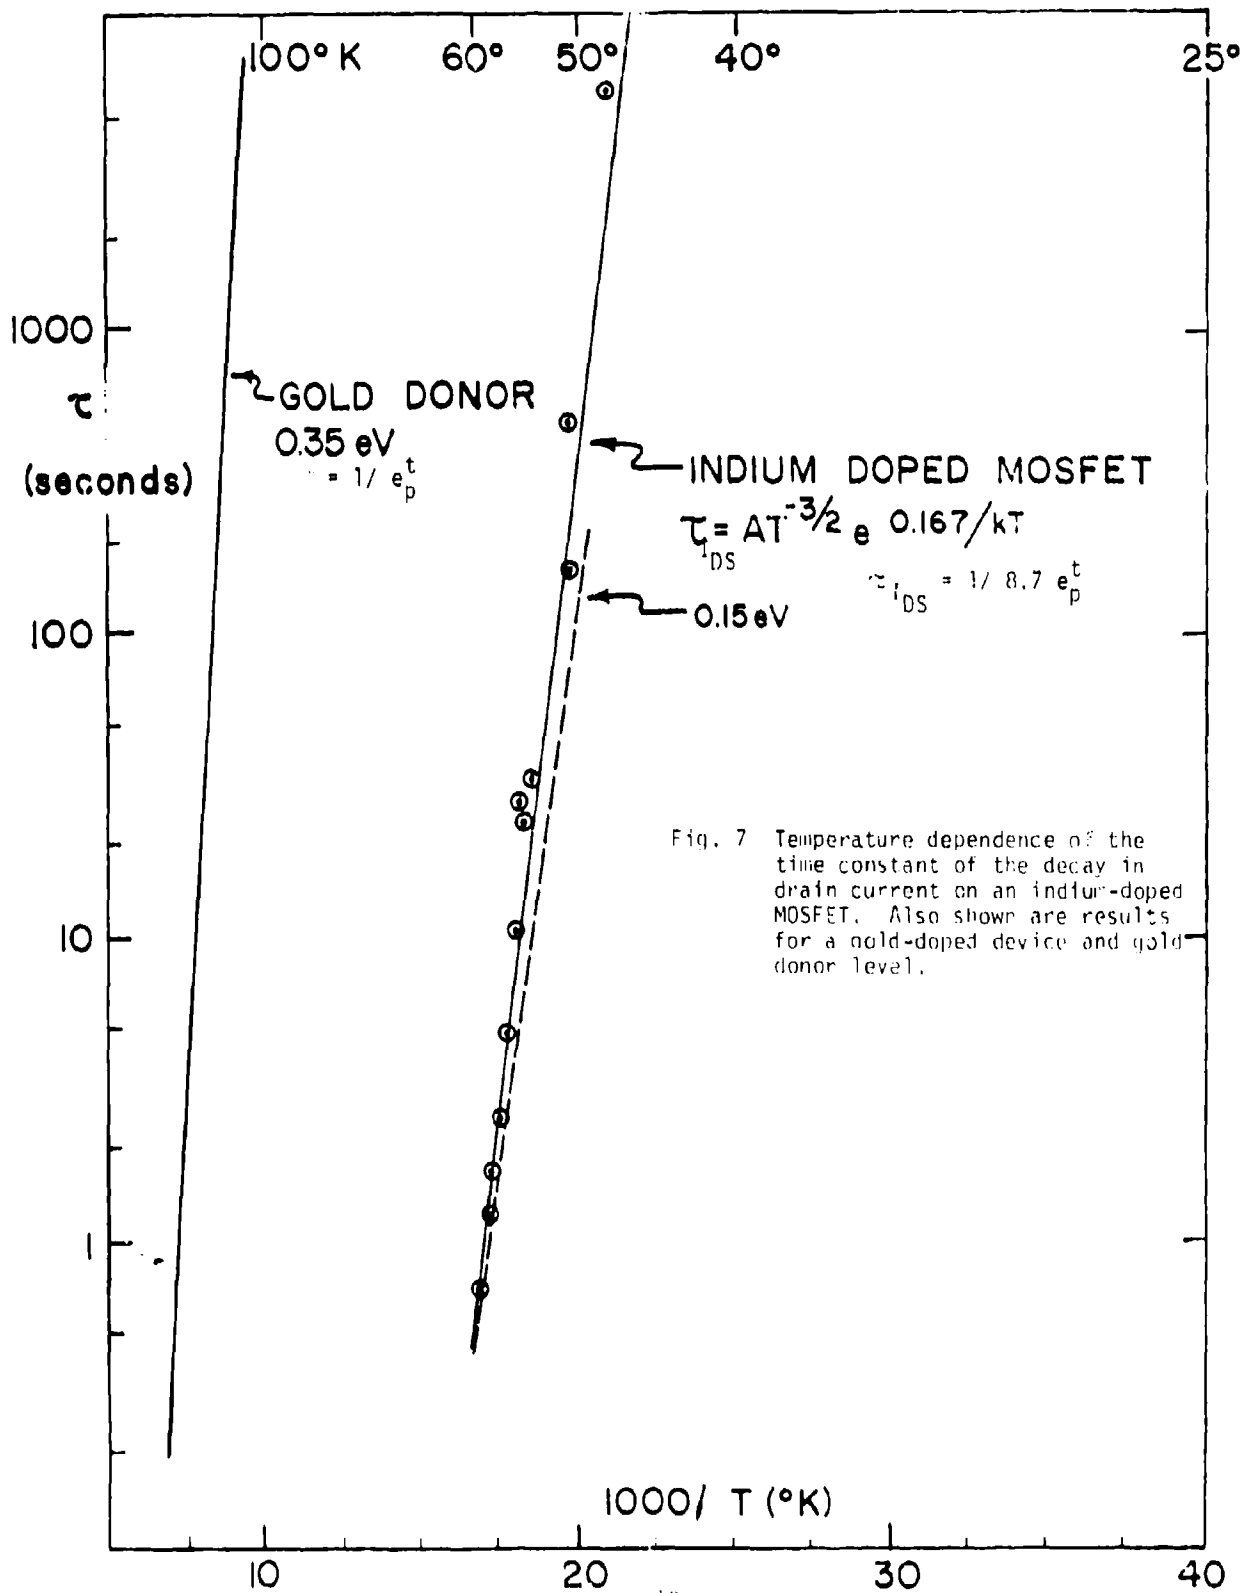 100° K 60° 50° 40° 25°
1000
τ
(seconds)
GOLD DONOR
0.35 eV
= 1/ e_p^t
INDIUM DOPED MOSFET
τ_IDS = AT^-3/2 e 0.167/kT
τ_IDS = 1/ 8.7 e_p^t
0.15 eV
100
Fig. 7 Temperature dependence of the
time constant of the decay in
drain current on an indium-doped
MOSFET. Also shown are results
for a gold-doped device and gold
donor level.
10
1
1000/ T (°K)
10 20 30 40